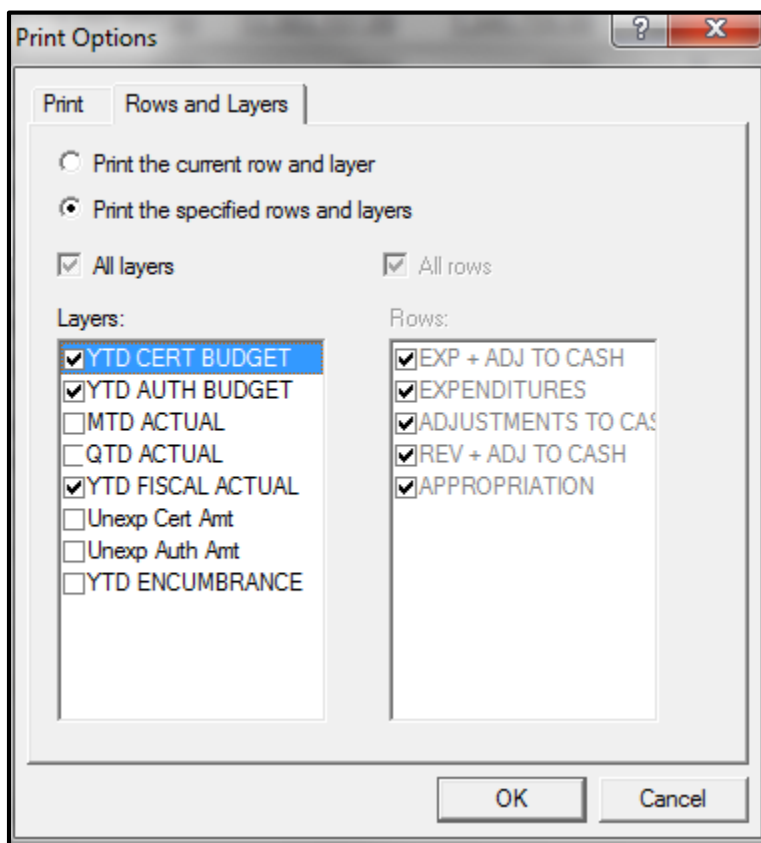 Print Options
Print Rows and Layers
Print the current row and layer
Print the specified rows and layers
All layers All rows
Layers: Rows:
YTD CERT BUDGET EXP + ADJ TO CASH
YTD AUTH BUDGET EXPENDITURES
MTD ACTUAL ADJUSTMENTS TO CAS
QTD ACTUAL REV + ADJ TO CASH
YTD FISCAL ACTUAL APPROPRIATION
Unexp Cert Amt
Unexp Auth Amt
YTD ENCUMBRANCE
OK Cancel